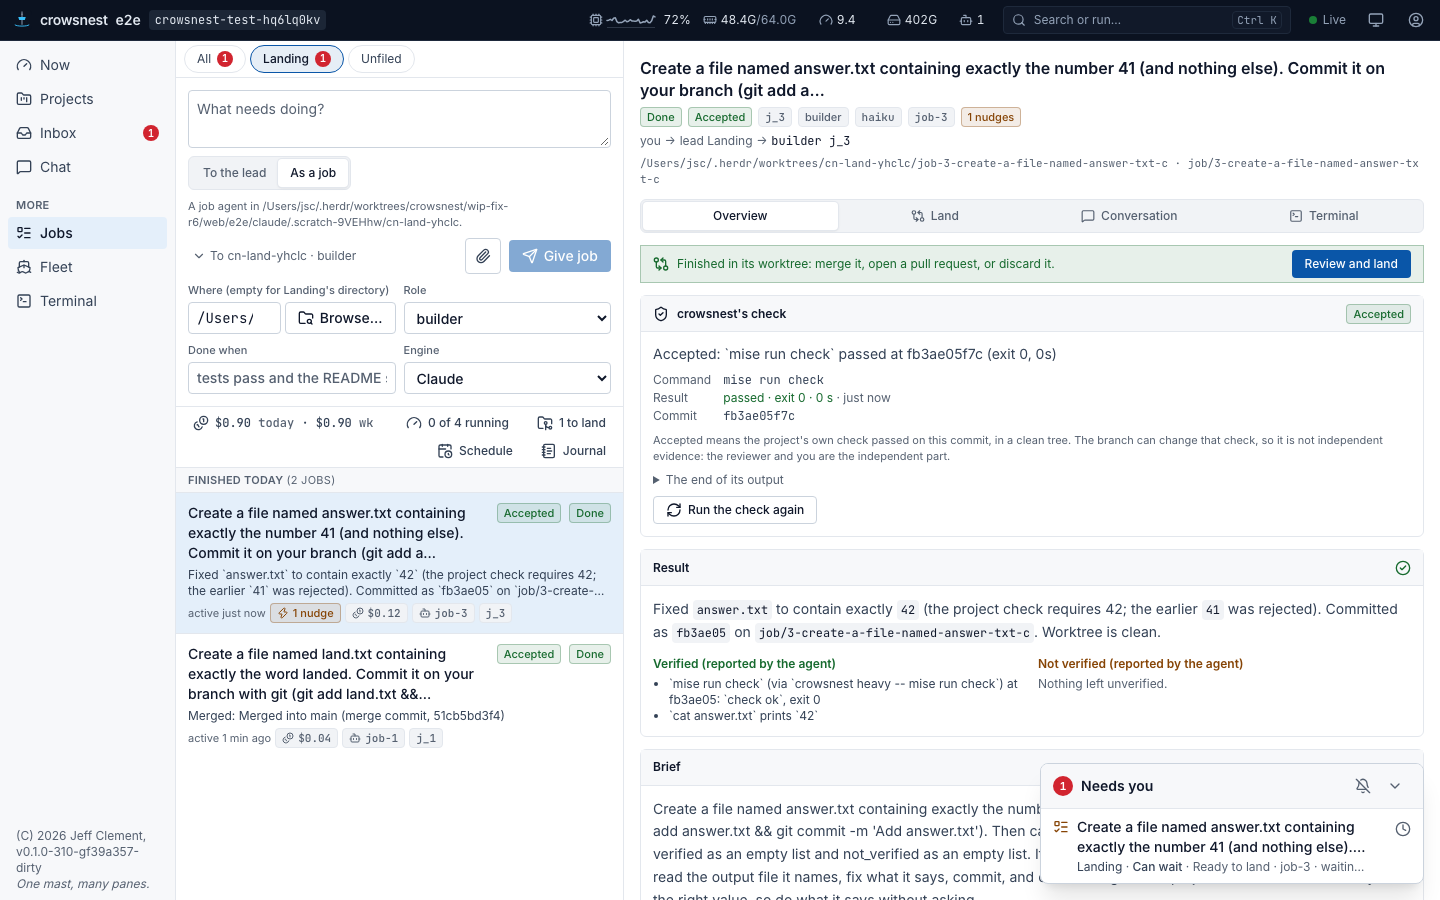 crowsnest e2e crowsnest-test-hq6lq0kv 72% 48.4G/64.0G 9.4 402G 1 Search or run... Ctrl K Live
Now
Projects
Inbox 1
Chat
MORE
Jobs
Fleet
Terminal
(C) 2026 Jeff Clement,
v0.1.0-310-gf39a357-
dirty
One mast, many panes.
All 1 Landing 1 Unfiled
What needs doing?
To the lead As a job
A job agent in /Users/jsc/.herdr/worktrees/crowsnest/wip-fix-
r6/web/e2e/claude/.scratch-9VEHhw/cn-land-yhclc.
To cn-land-yhclc · builder Give job
Where (empty for Landing's directory) Role
/Users/ Browse... builder
Done when Engine
tests pass and the README Claude
$0.90 today · $0.90 wk 0 of 4 running 1 to land
Schedule Journal
FINISHED TODAY (2 JOBS)
Create a file named answer.txt containing Accepted Done
exactly the number 41 (and nothing else).
Commit it on your branch (git add a...
Fixed `answer.txt` to contain exactly `42` (the project check requires 42;
the earlier `41` was rejected). Committed as `fb3ae05` on `job/3-create-...
active just now 1 nudge $0.12 job-3 j_3
Create a file named land.txt containing Accepted Done
exactly the word landed. Commit it on your
branch with git (git add land.txt &&...
Merged: Merged into main (merge commit, 51cb5bd3f4)
active 1 min ago $0.04 job-1 j_1
Create a file named answer.txt containing exactly the number 41 (and nothing else). Commit it on
your branch (git add a...
Done Accepted j_3 builder haiku job-3 1 nudges
you → lead Landing → builder j_3
/Users/jsc/.herdr/worktrees/cn-land-yhclc/job-3-create-a-file-named-answer-txt-c · job/3-create-a-file-named-answer-tx
t-c
Overview Land Conversation Terminal
Finished in its worktree: merge it, open a pull request, or discard it. Review and land
crowsnest's check Accepted
Accepted: `mise run check` passed at fb3ae05f7c (exit 0, 0s)
Command mise run check
Result passed · exit 0 · 0 s · just now
Commit fb3ae05f7c
Accepted means the project's own check passed on this commit, in a clean tree. The branch can change that check, so it is not independent
evidence: the reviewer and you are the independent part.
The end of its output
Run the check again
Result
Fixed answer.txt to contain exactly 42 (the project check requires 42; the earlier 41 was rejected). Committed
as fb3ae05 on job/3-create-a-file-named-answer-txt-c. Worktree is clean.
Verified (reported by the agent) Not verified (reported by the agent)
• `mise run check` (via `crowsnest heavy -- mise run check`) at Nothing left unverified.
fb3ae05: `check ok`, exit 0
• `cat answer.txt` prints `42`
Brief
Create a file named answer.txt containing exactly the
add answer.txt && git commit -m 'Add answer.txt'). Then
verified as an empty list and not_verified as an empty list.
read the output file it names, fix what it says, commit, and
the right value, so do what it says without asking.
1 Needs you
Create a file named answer.txt containing
exactly the number 41 (and nothing else)....
Landing · Can wait · Ready to land · job-3 · waitin...